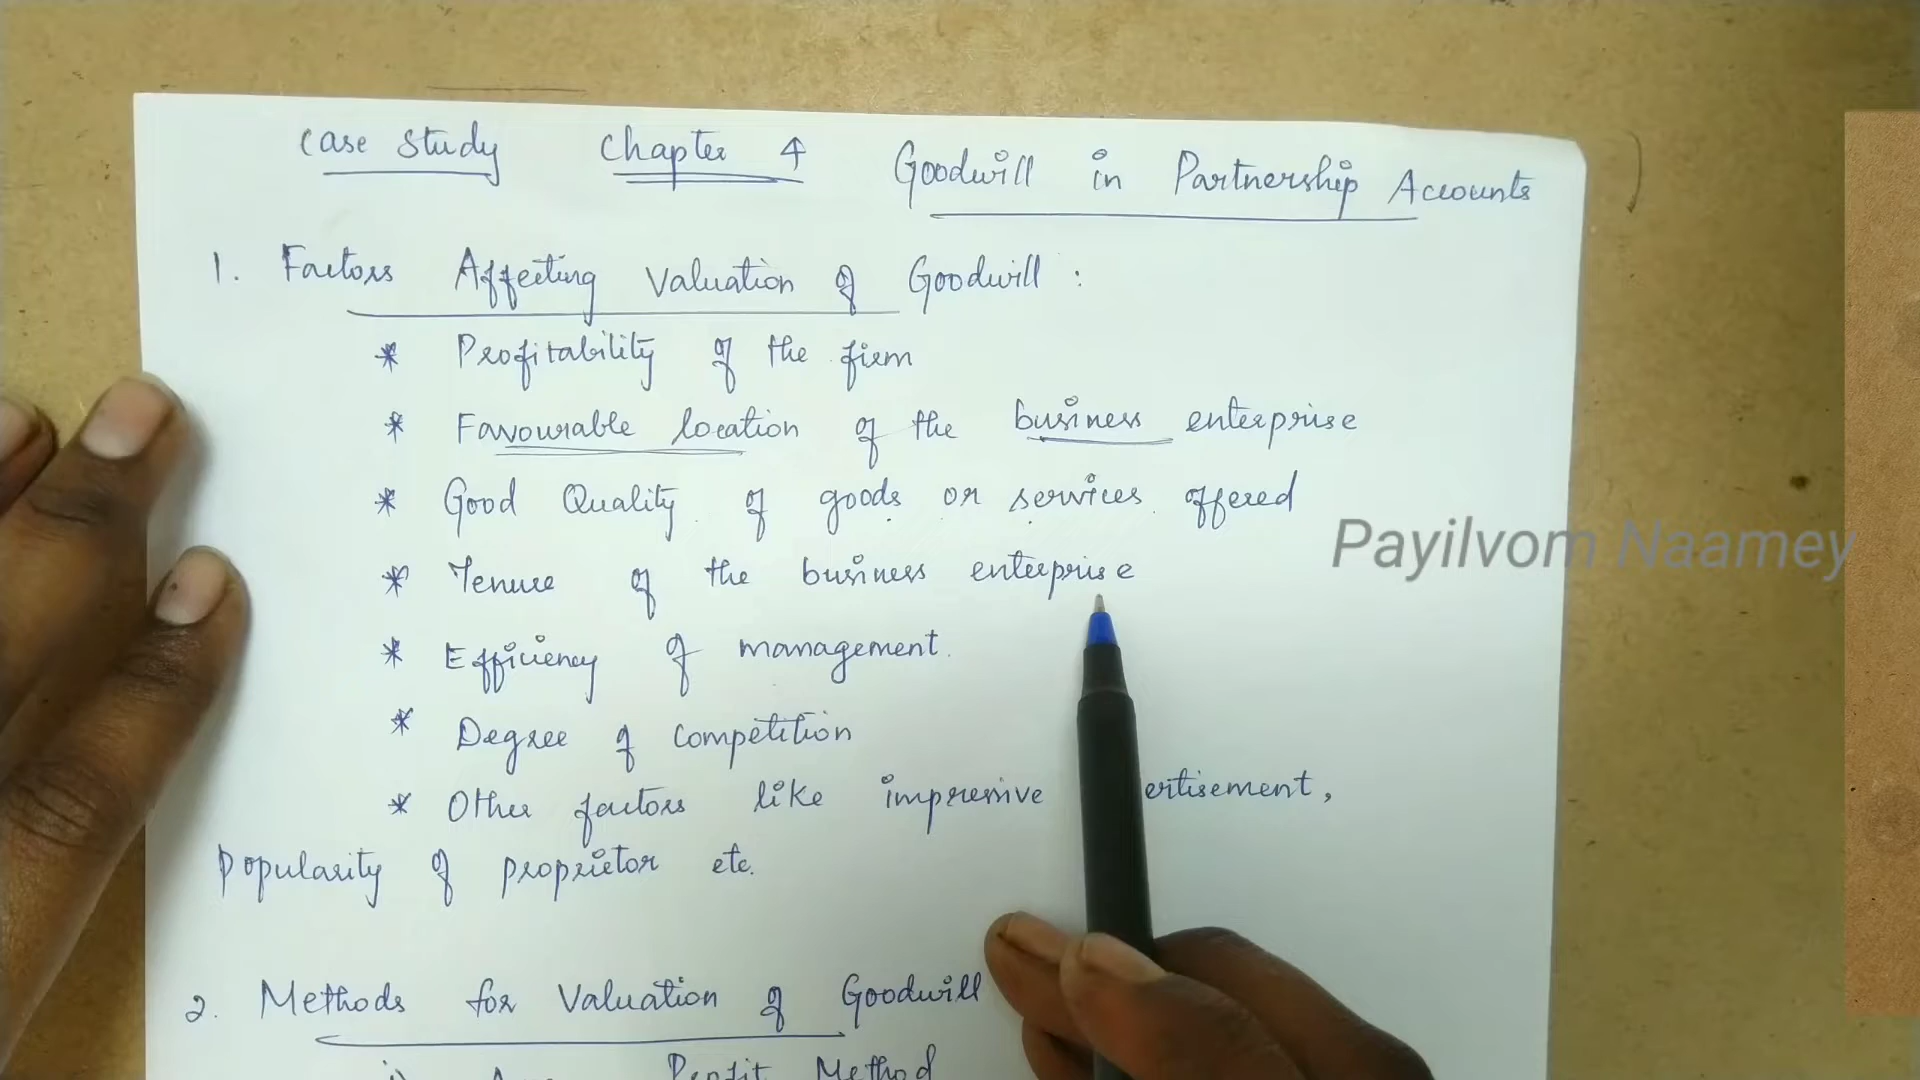 Case Study Chapter 4 Goodwill in Partnership Accounts
1. Factors Affecting Valuation of Goodwill :
* Profitability of the firm
* Favourable location of the business enterprise
* Good Quality of goods or services offered
Payilvom Naamey
* Tenure of the business enterprise
* Efficiency of management.
* Degree of competition
* Other factors like impressive ertisement,
popularity of proprietor etc.
2. Methods for Valuation of Goodwill
Profit Method